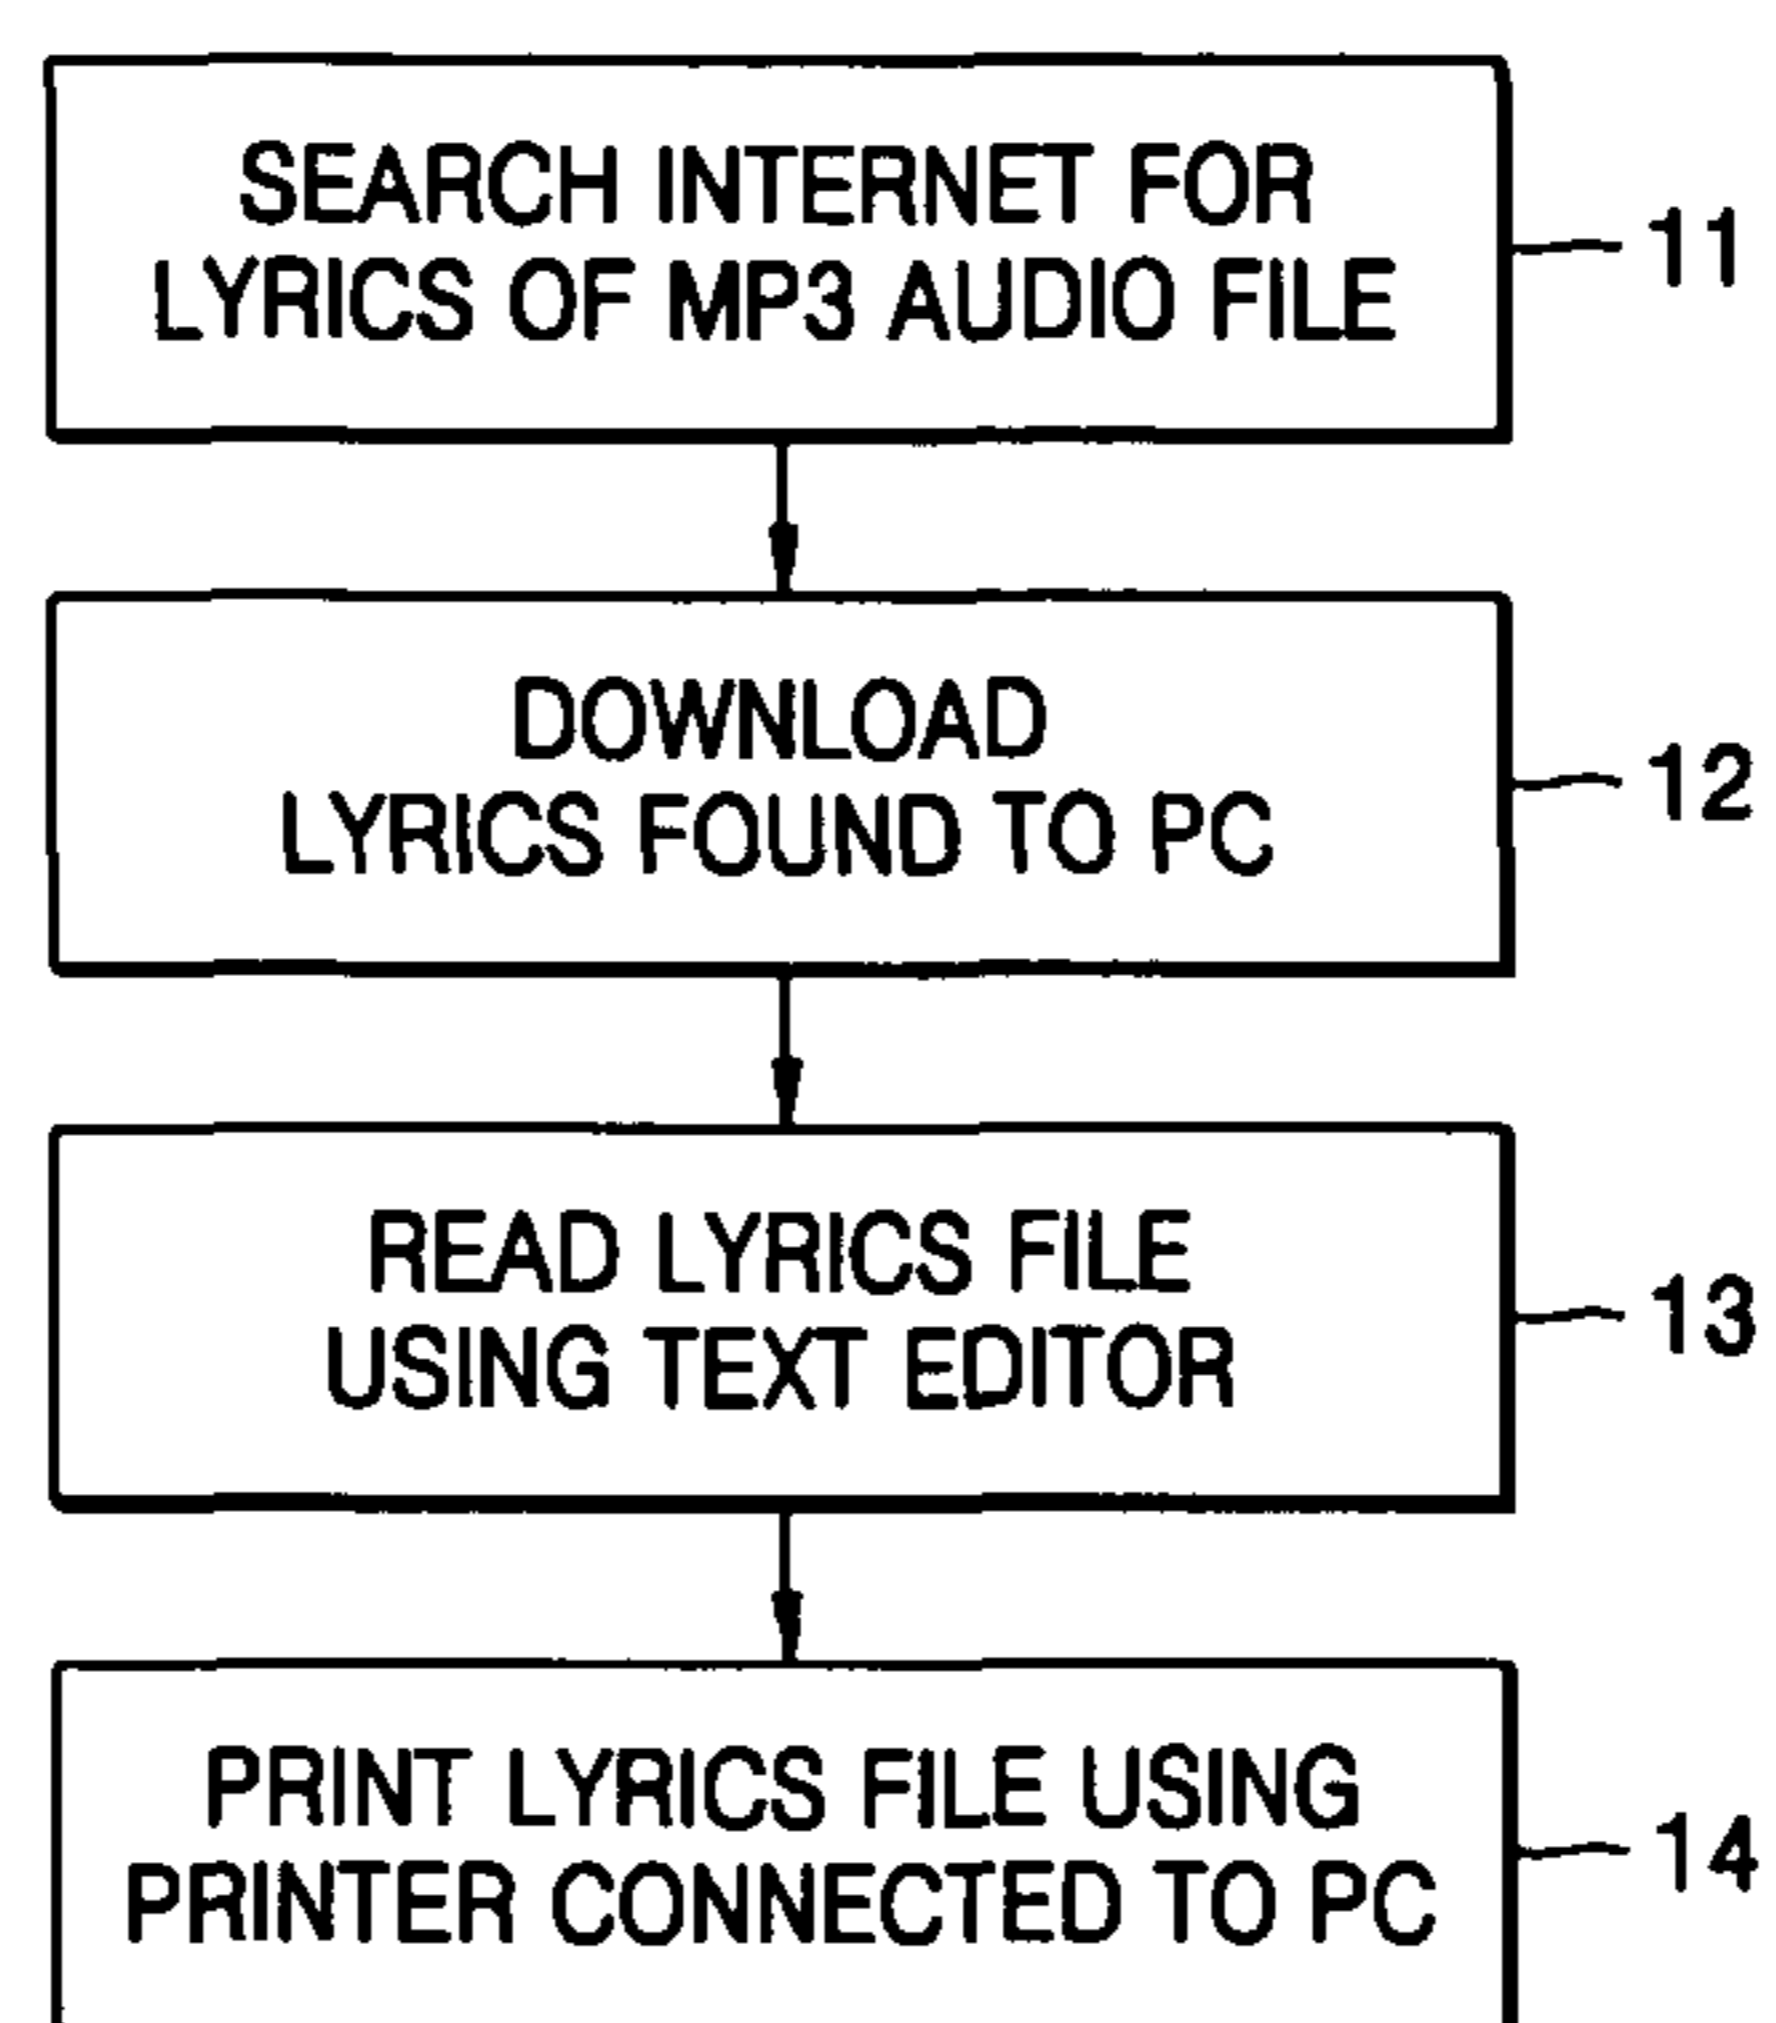 SEARCH INTERNET FOR
LYRICS OF MP3 AUDIO FILE
11
DOWNLOAD
LYRICS FOUND TO PC
12
READ LYRICS FILE
USING TEXT EDITOR
13
PRINT LYRICS FILE USING
PRINTER CONNECTED TO PC
14